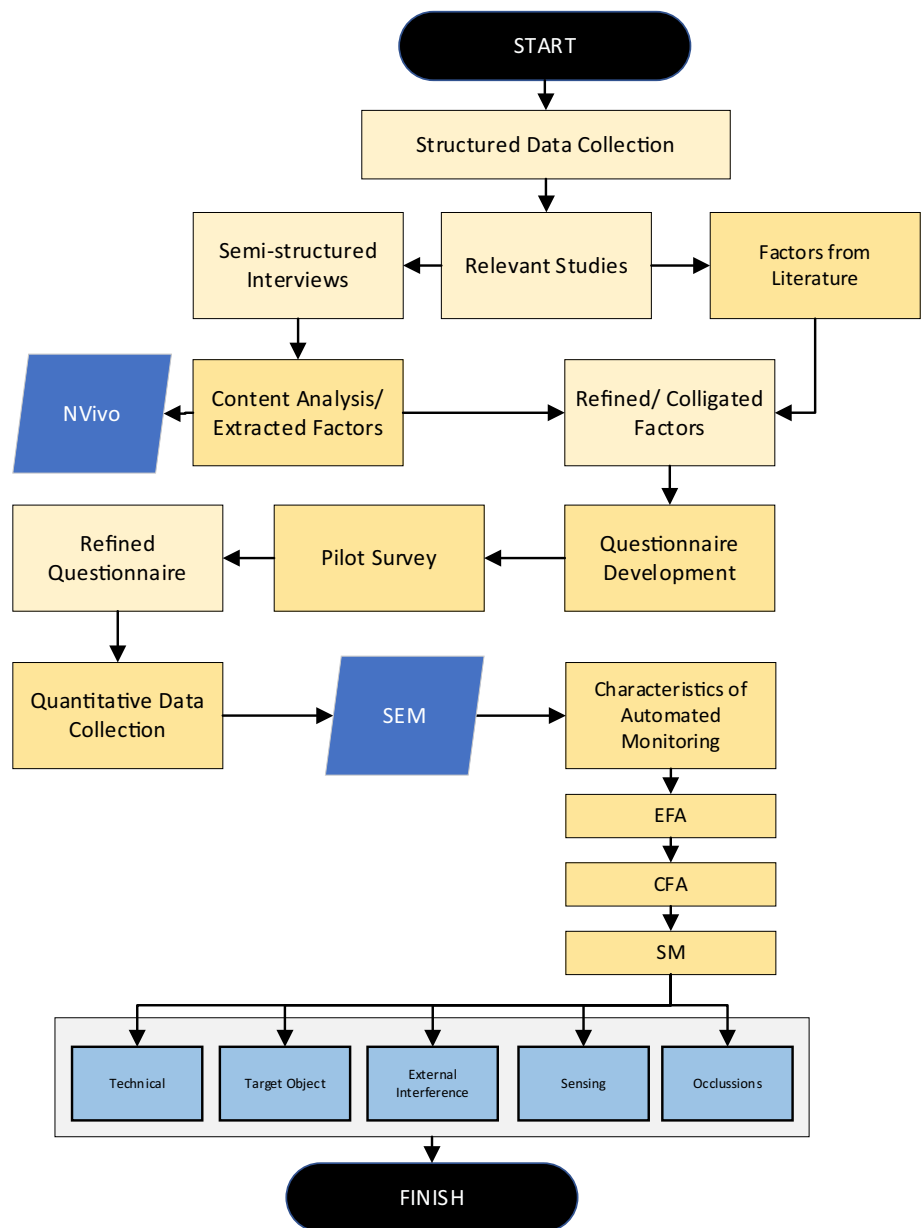 START
Structured Data Collection
Semi-structured
Interviews
Relevant Studies
Factors from
Literature
NVivo
Content Analysis/
Extracted Factors
Refined/ Colligated
Factors
Refined
Questionnaire
Pilot Survey
Questionnaire
Development
Quantitative Data
Collection
SEM
Characteristics of
Automated
Monitoring
EFA
CFA
SM
Technical
Target Object
External
Interference
Sensing
Occlussions
FINISH